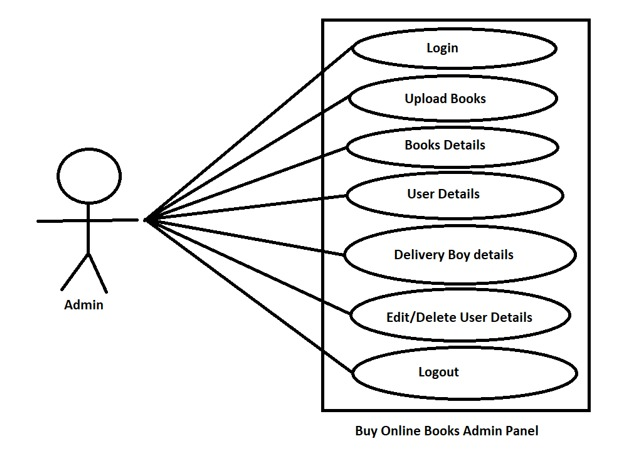 Login
Upload Books
Books Details
User Details
Delivery Boy details
Edit/Delete User Details
Logout
Admin
Buy Online Books Admin Panel